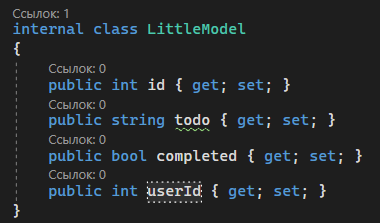 Ссылок: 1
internal class LittleModel
{
Ссылок: 0
public int id { get; set; }
Ссылок: 0
public string todo { get; set; }
Ссылок: 0
public bool completed { get; set; }
Ссылок: 0
public int userId { get; set; }
}